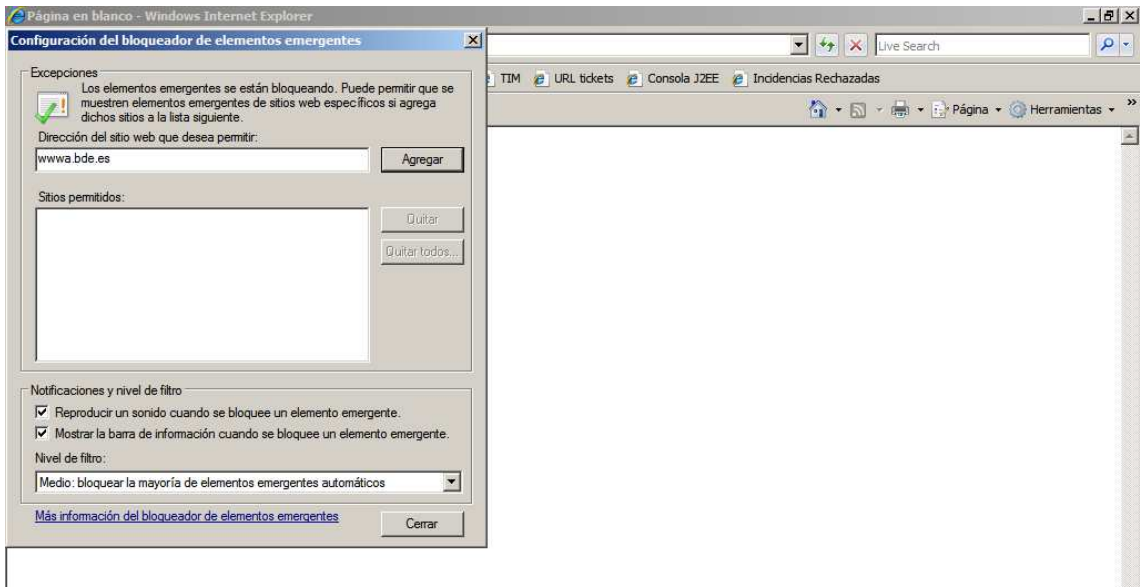 Página en blanco - Windows Internet Explorer
Configuración del bloqueador de elementos emergentes
Live Search
TIM URL tickets Consola J2EE Incidencias Rechazadas
Página Herramientas »
Excepciones
Los elementos emergentes se están bloqueando. Puede permitir que se
muestren elementos emergentes de sitios web específicos si agrega
dichos sitios a la lista siguiente.
Dirección del sitio web que desea permitir:
wwwa.bde.es
Agregar
Sitios permitidos:
Quitar
Quitar todos...
Notificaciones y nivel de filtro
Reproducir un sonido cuando se bloquee un elemento emergente.
Mostrar la barra de información cuando se bloquee un elemento emergente.
Nivel de filtro:
Medio: bloquear la mayoría de elementos emergentes automáticos
Más información del bloqueador de elementos emergentes
Cerrar